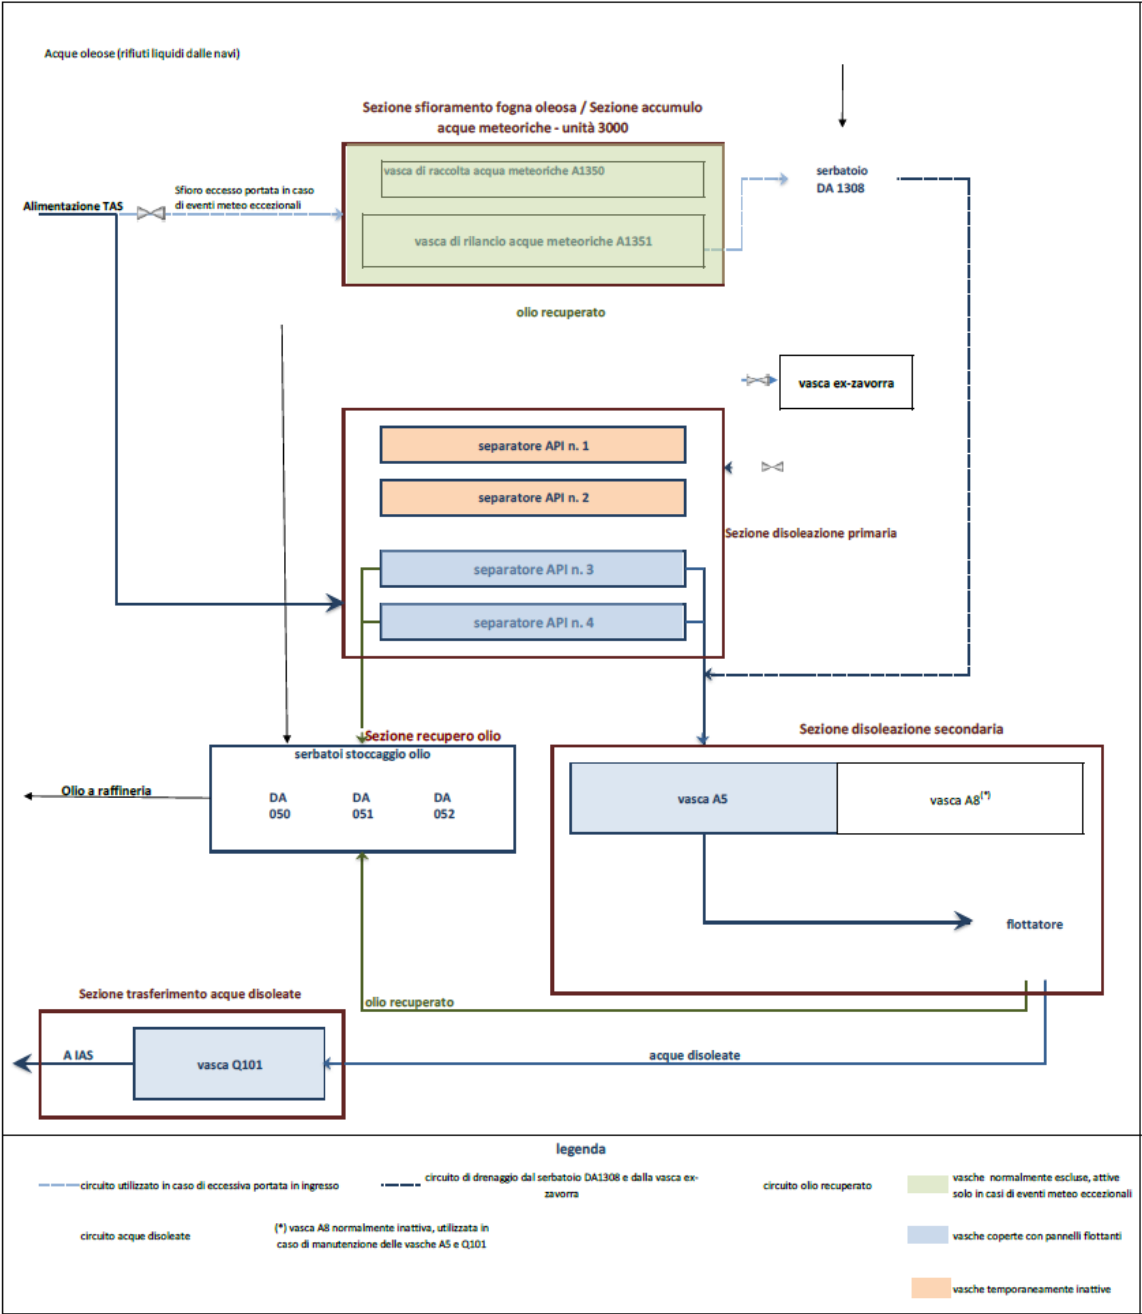 Acque oleose (rifiuti liquidi dalle navi)
Sezione sfioramento fogna oleosa / Sezione accumulo
acque meteoriche - unità 3000
vasca di raccolta acqua meteoriche A1350
serbatoio
DA 1308
Sfioro eccesso portata in caso
di eventi meteo eccezionali
Alimentazione TAS
vasca di rilancio acque meteoriche A1351
olio recuperato
vasca ex-zavorra
separatore API n. 1
separatore API n. 2
Sezione disoleazione primaria
separatore API n. 3
separatore API n. 4
Sezione recupero olio
Sezione disoleazione secondaria
serbatoi stoccaggio olio
Olio a raffineria
DA
050
DA
051
DA
052
vasca A5
vasca A8(*)
flottatore
Sezione trasferimento acque disoleate
olio recuperato
A IAS
vasca Q101
acque disoleate
legenda
circuito utilizzato in caso di eccessiva portata in ingresso
circuito di drenaggio dal serbatoio DA1308 e dalla vasca ex-
zavorra
circuito olio recuperato
vasche normalmente escluse, attive
solo in casi di eventi meteo eccezionali
circuito acque disoleate
(*) vasca A8 normalmente inattiva, utilizzata in
caso di manutenzione delle vasche A5 e Q101
vasche coperte con pannelli flottanti
vasche temporaneamente inattive